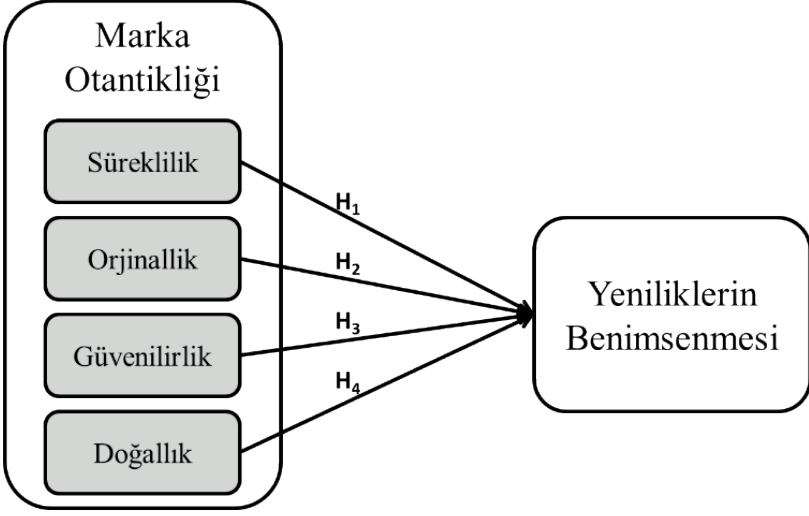 Marka
Otantikliği
Süreklilik
Orjinallik
Güvenilirlik
Doğallık
H1
H2
H3
H4
Yeniliklerin
Benimsenmesi